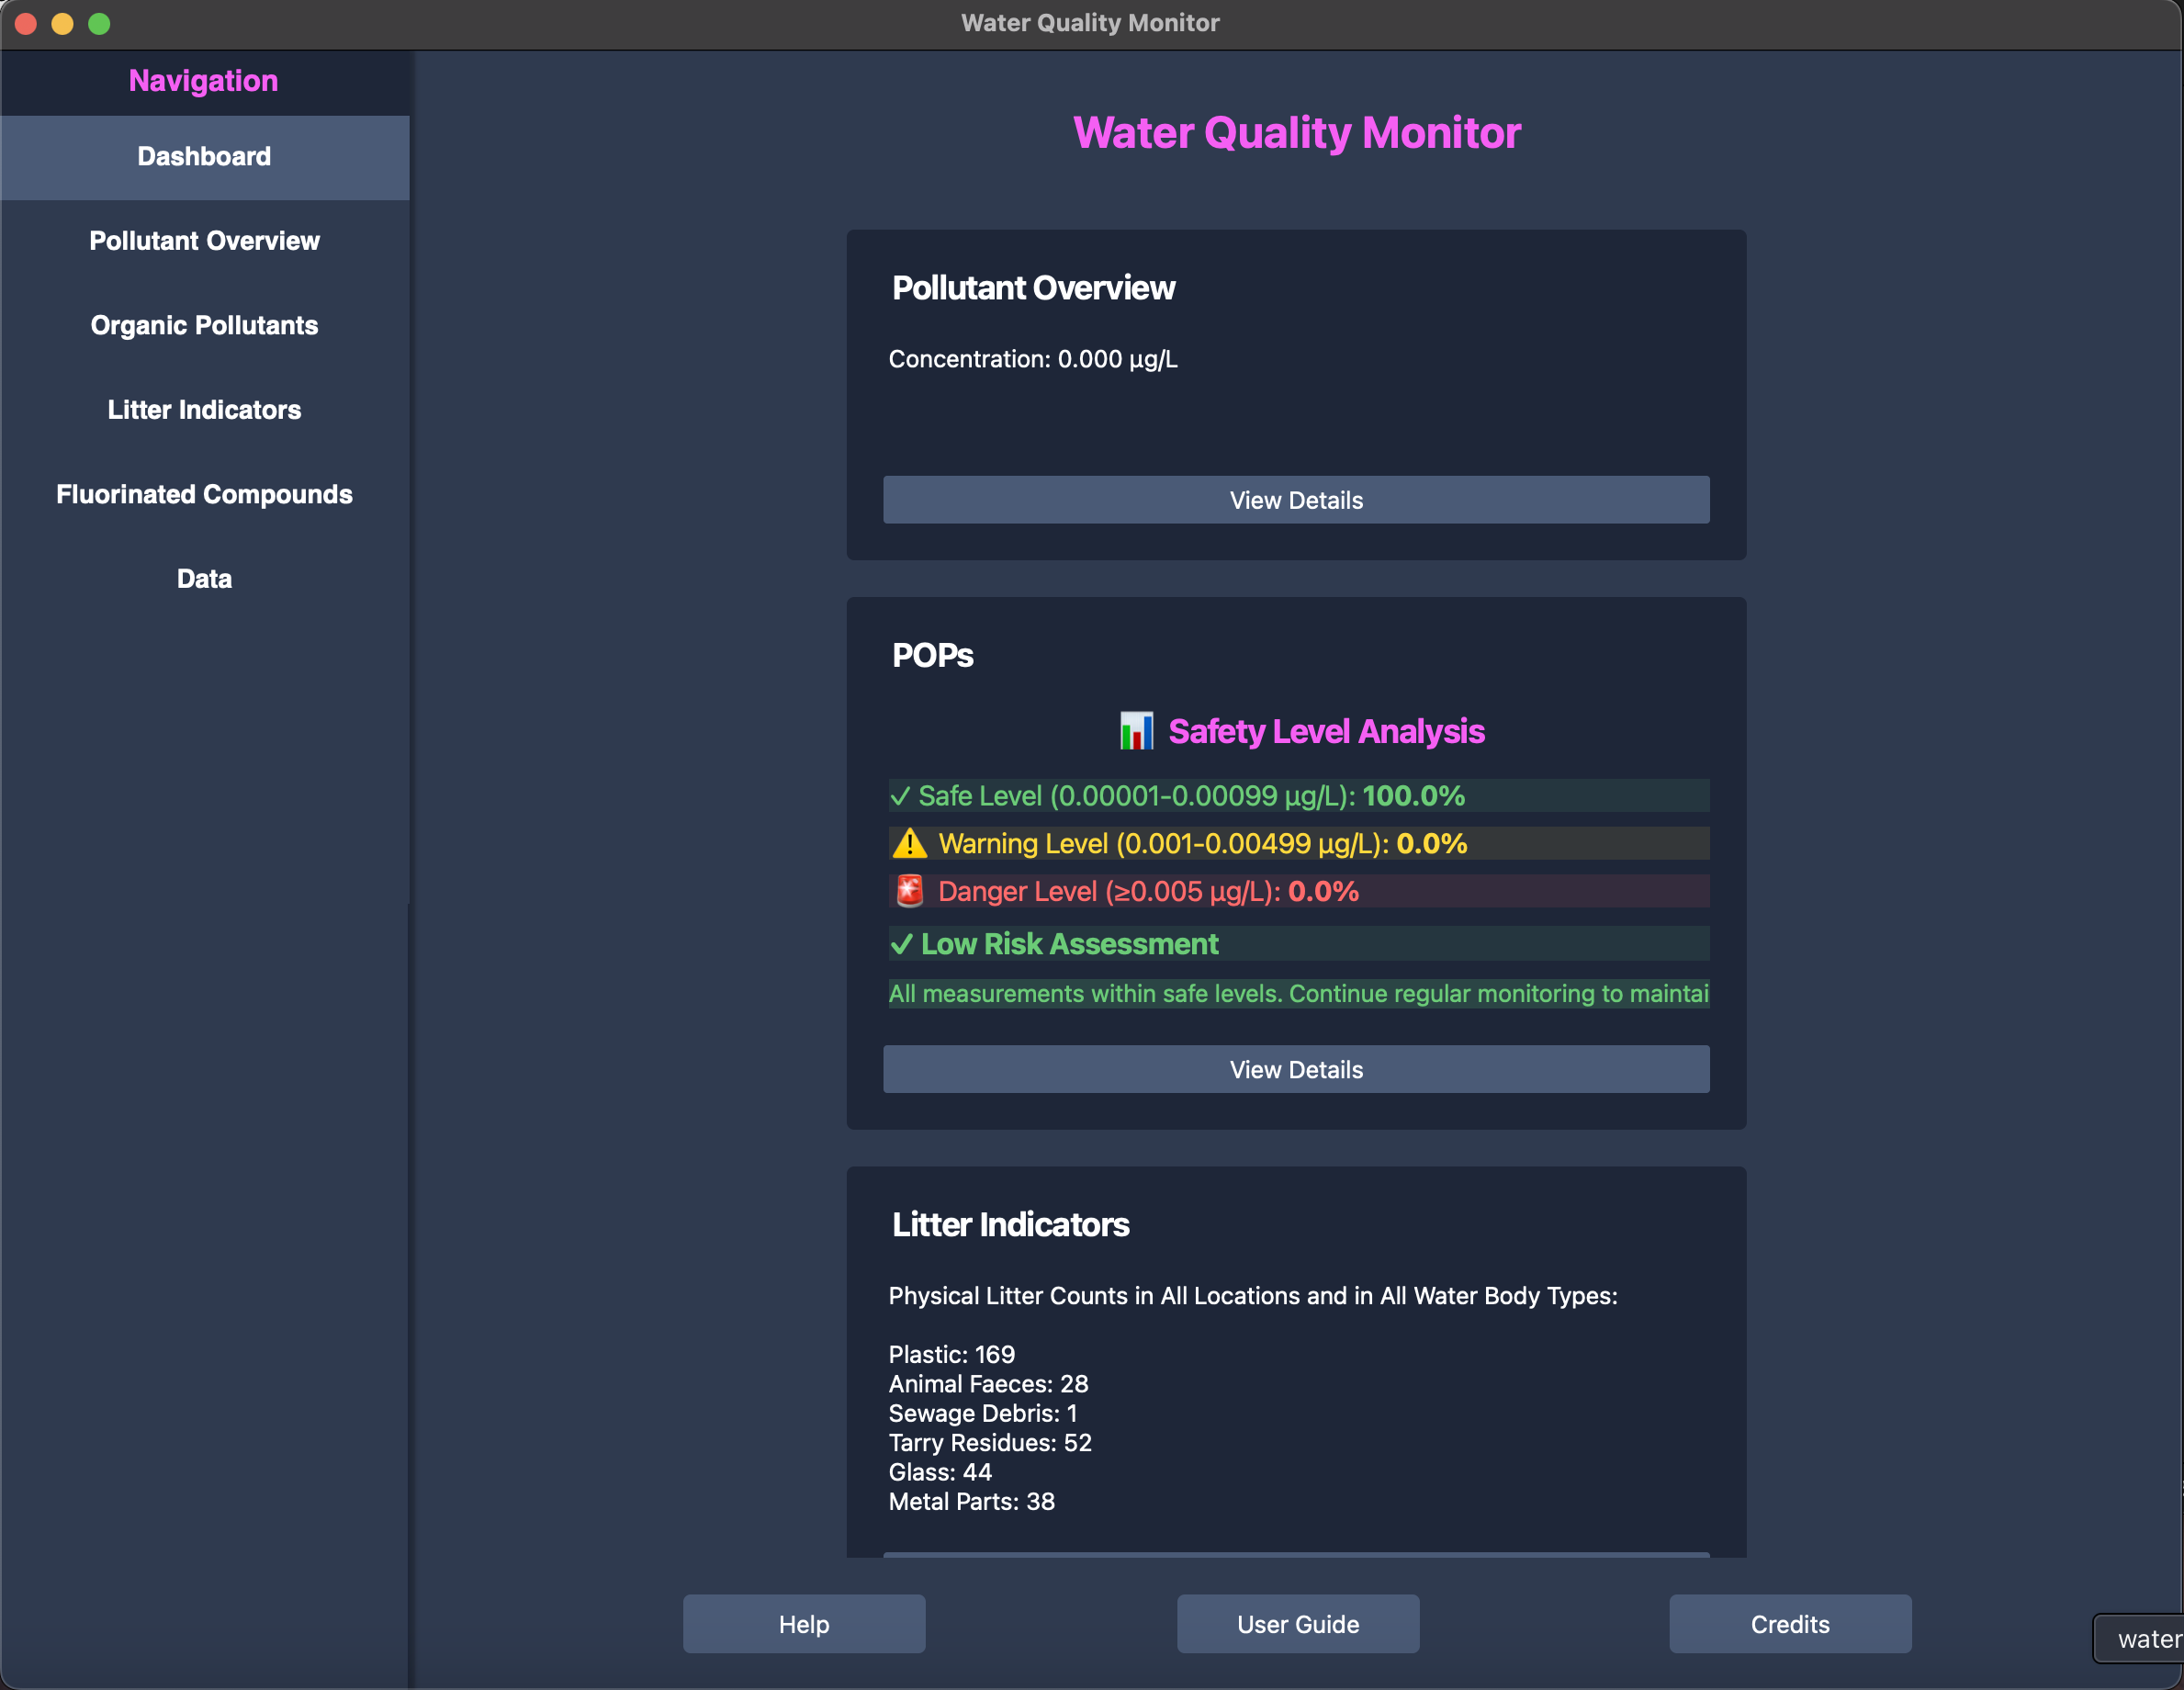 Water Quality Monitor
Navigation
Dashboard
Pollutant Overview
Organic Pollutants
Litter Indicators
Fluorinated Compounds
Data
Water Quality Monitor
Pollutant Overview
Concentration: 0.000 µg/L
View Details
POPs
📊 Safety Level Analysis
✓ Safe Level (0.00001-0.00099 µg/L): 100.0%
⚠️ Warning Level (0.001-0.00499 µg/L): 0.0%
🚨 Danger Level (≥0.005 µg/L): 0.0%
✓ Low Risk Assessment
All measurements within safe levels. Continue regular monitoring to maintai
View Details
Litter Indicators
Physical Litter Counts in All Locations and in All Water Body Types:
Plastic: 169
Animal Faeces: 28
Sewage Debris: 1
Tarry Residues: 52
Glass: 44
Metal Parts: 38
Help
User Guide
Credits
water